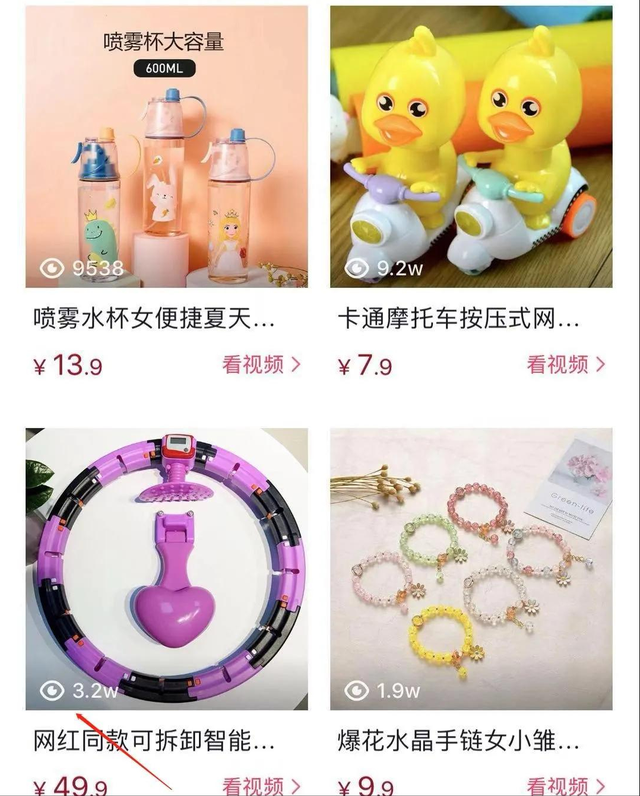 喷雾杯大容量
600ML
9538
喷雾水杯女便捷夏天...
¥ 13.9
看视频 >
9.2w
卡通摩托车按压式网...
¥ 7.9
看视频 >
3.2w
网红同款可拆卸智能...
¥ 49.9
看视频 >
Green·life
1.9w
爆花水晶手链女小雏...
¥ 9.9
看视频 >